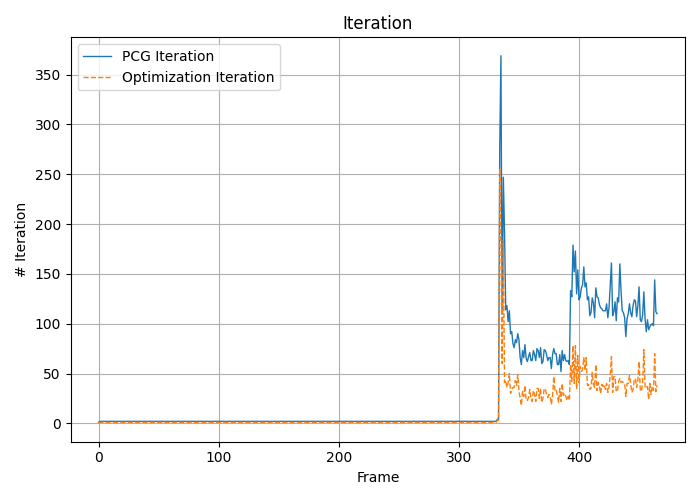 Iteration
PCG Iteration
Optimization Iteration
350
300
250
200
150
100
50
0
# Iteration
0 100 200 300 400
Frame